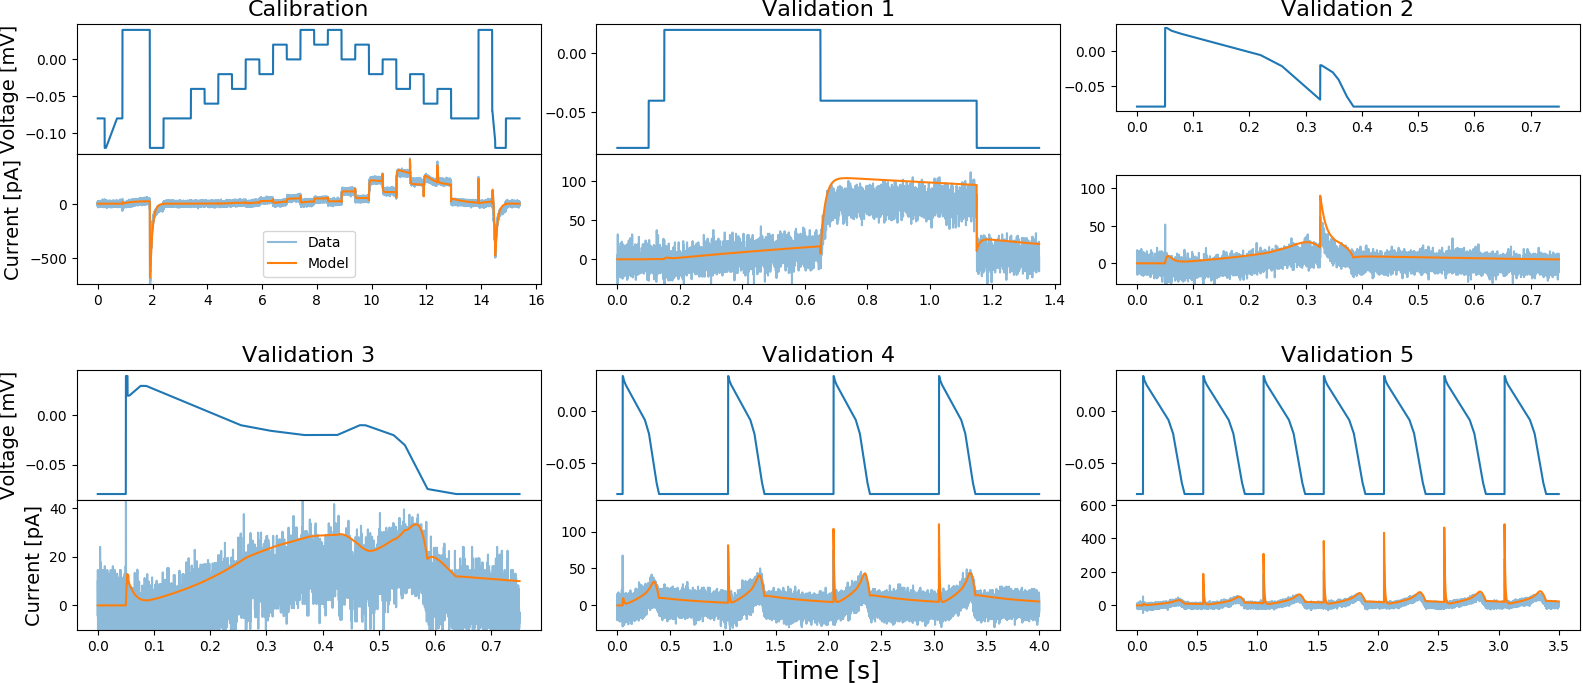 Calibration
Validation 1
Validation 2
Voltage [mV]
0.00
−0.05
−0.10
0.00
−0.05
0.00
−0.05
0.0 0.1 0.2 0.3 0.4 0.5 0.6 0.7
Current [pA]
0
−500
Data
Model
0 2 4 6 8 10 12 14 16
100
50
0
0.0 0.2 0.4 0.6 0.8 1.0 1.2 1.4
100
50
0
0.0 0.1 0.2 0.3 0.4 0.5 0.6 0.7
Validation 3
Validation 4
Validation 5
Voltage [mV]
0.00
−0.05
0.00
−0.05
0.00
−0.05
Current [pA]
40
20
0
0.0 0.1 0.2 0.3 0.4 0.5 0.6 0.7
100
50
0
0.0 0.5 1.0 1.5 2.0 2.5 3.0 3.5 4.0
600
400
200
0
0.0 0.5 1.0 1.5 2.0 2.5 3.0 3.5
Time [s]